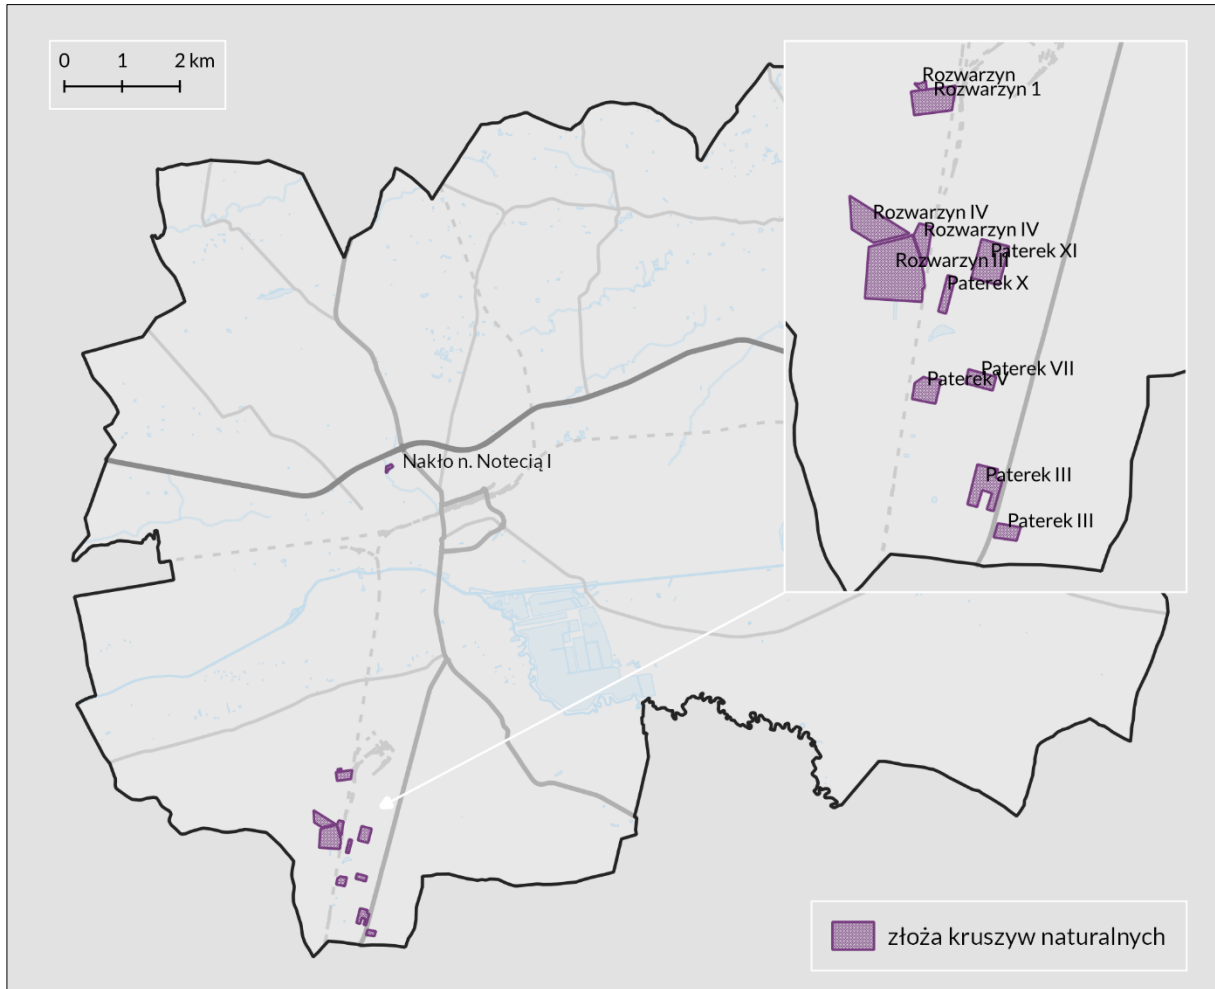 0 1 2 km
Rozwarzyn
Rozwarzyn 1
Rozwarzyn IV
Rozwarzyn IV
Paterek XI
Rozwarzyn III
Paterek X
Paterek VII
Paterek V
Nakło n. Notecią I
Paterek III
Paterek III
złoża kruszyw naturalnych